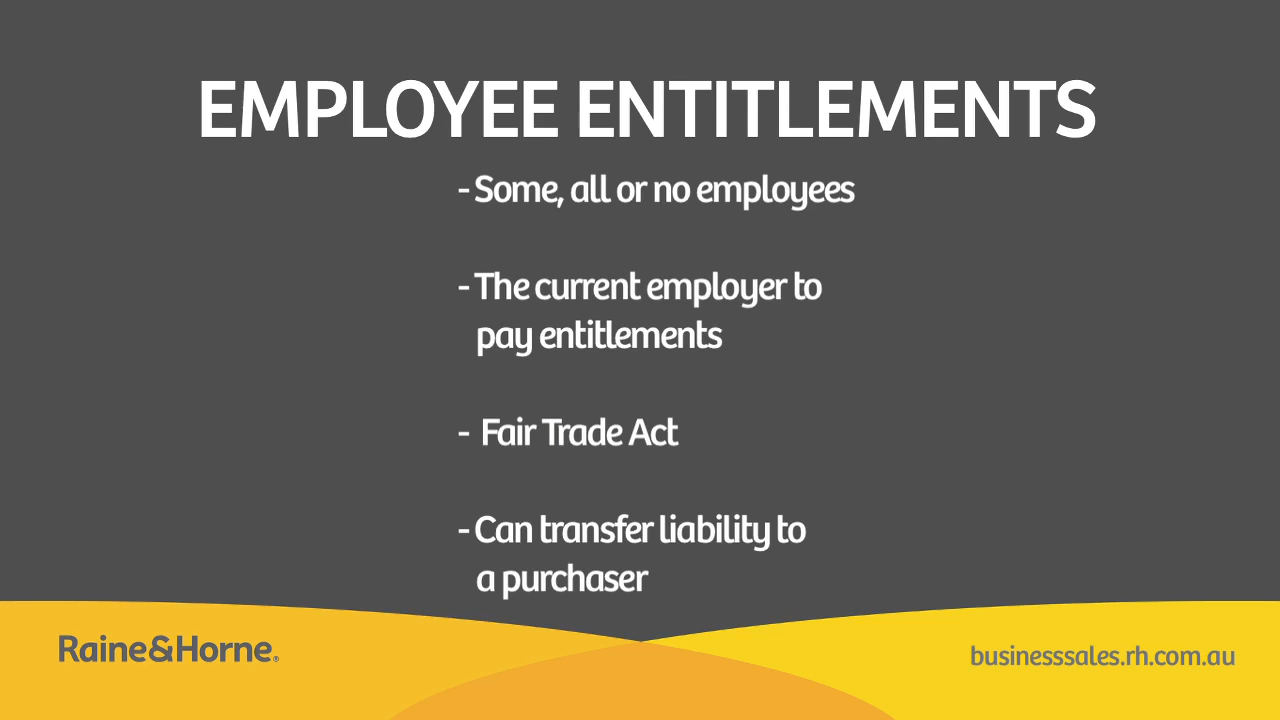 EMPLOYEE ENTITLEMENTS
- Some, all or no employees
- The current employer to
pay entitlements
- Fair Trade Act
- Can transfer liability to
a purchaser
Raine&Horne®
businesssales.rh.com.au